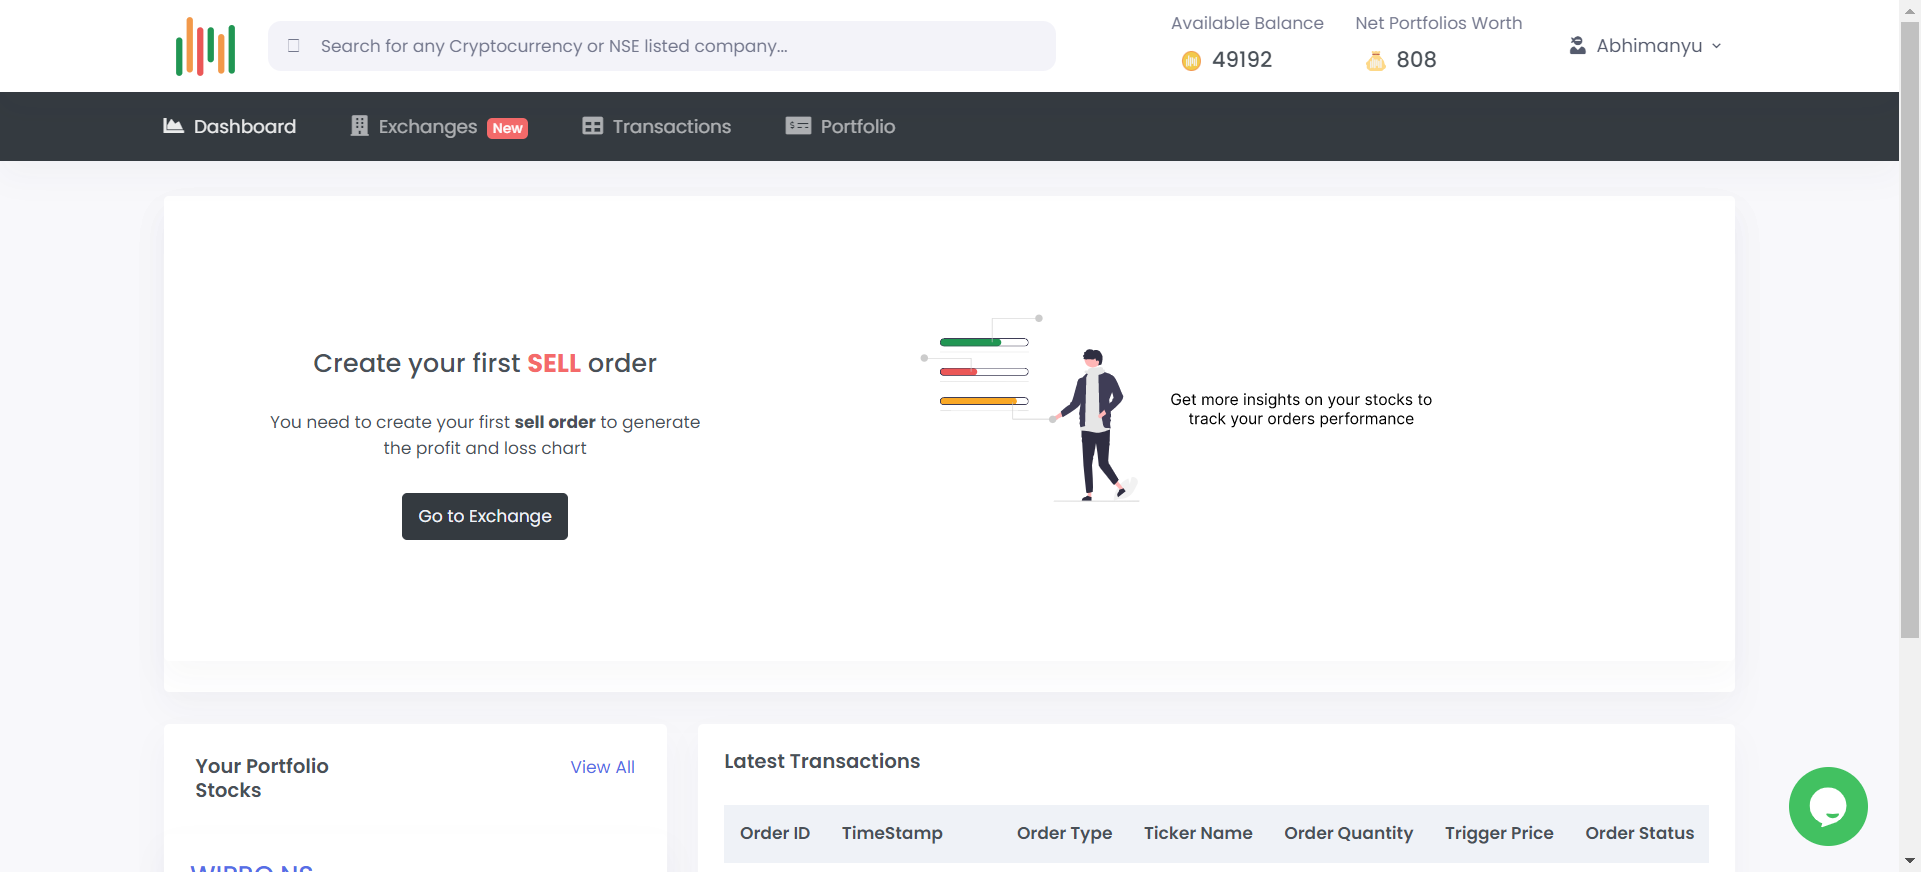 Search for any Cryptocurrency or NSE listed company...
Available Balance
49192
Net Portfolios Worth
808
Abhimanyu
Dashboard
Exchanges New
Transactions
Portfolio
Create your first SELL order
You need to create your first sell order to generate
the profit and loss chart
Go to Exchange
Get more insights on your stocks to
track your orders performance
Your Portfolio
Stocks
View All
WIPRO.NS
Latest Transactions
Order ID TimeStamp Order Type Ticker Name Order Quantity Trigger Price Order Status